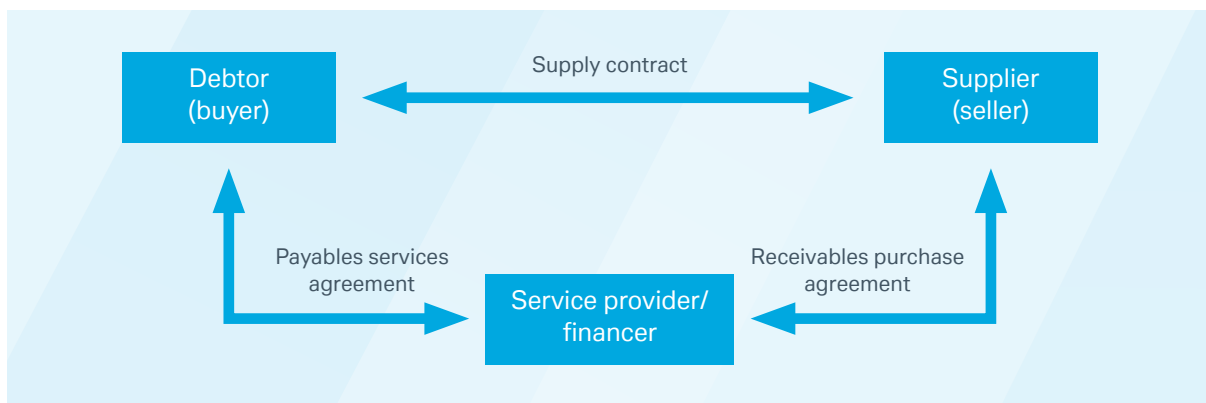 Debtor
(buyer)
Supply contract
Supplier
(seller)
Payables services
agreement
Receivables purchase
agreement
Service provider/
financer